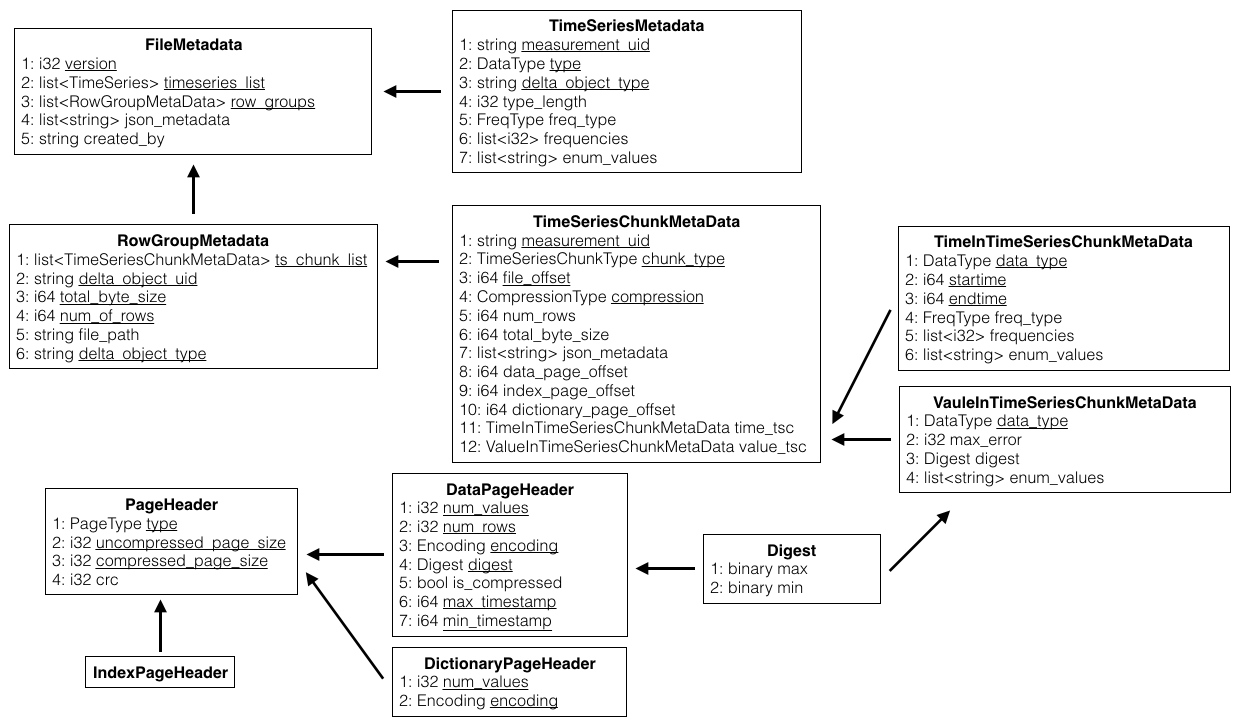 FileMetadata
1: i32 version
2: list<TimeSeries> timeseries_list
3: list<RowGroupMetaData> row_groups
4: list<string> json_metadata
5: string created_by
TimeSeriesMetadata
1: string measurement_uid
2: DataType type
3: string delta_object_type
4: i32 type_length
5: FreqType freq_type
6: list<i32> frequencies
7: list<string> enum_values
RowGroupMetadata
1: list<TimeSeriesChunkMetaData> ts_chunk_list
2: string delta_object_uid
3: i64 total_byte_size
4: i64 num_of_rows
5: string file_path
6: string delta_object_type
TimeSeriesChunkMetaData
1: string measurement_uid
2: TimeSeriesChunkType chunk_type
3: i64 file_offset
4: CompressionType compression
5: i64 num_rows
6: i64 total_byte_size
7: list<string> json_metadata
8: i64 data_page_offset
9: i64 index_page_offset
10: i64 dictionary_page_offset
11: TimeInTimeSeriesChunkMetaData time_tsc
12: ValueInTimeSeriesChunkMetaData value_tsc
TimeInTimeSeriesChunkMetaData
1: DataType data_type
2: i64 startime
3: i64 endtime
4: FreqType freq_type
5: list<i32> frequencies
6: list<string> enum_values
VauleInTimeSeriesChunkMetaData
1: DataType data_type
2: i32 max_error
3: Digest digest
4: list<string> enum_values
PageHeader
1: PageType type
2: i32 uncompressed_page_size
3: i32 compressed_page_size
4: i32 crc
DataPageHeader
1: i32 num_values
2: i32 num_rows
3: Encoding encoding
4: Digest digest
5: bool is_compressed
6: i64 max_timestamp
7: i64 min_timestamp
Digest
1: binary max
2: binary min
IndexPageHeader
DictionaryPageHeader
1: i32 num_values
2: Encoding encoding